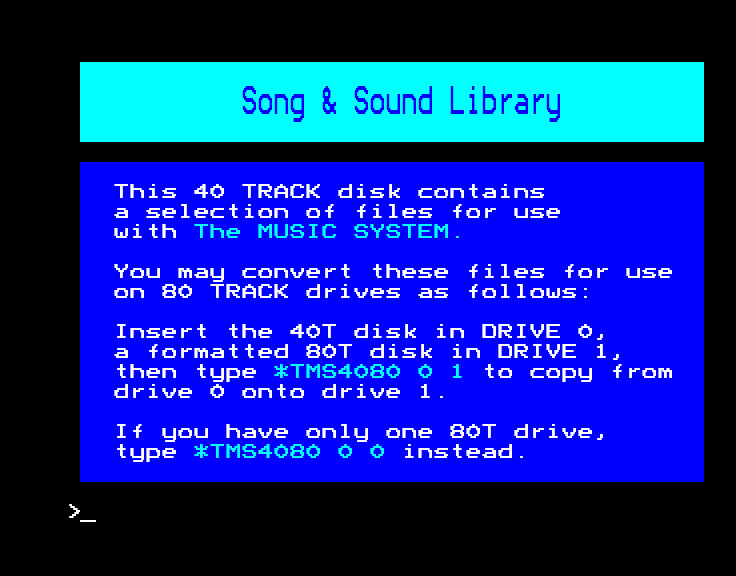 Song & Sound Library
This 40 TRACK disk contains
a selection of files for use
with The MUSIC SYSTEM.
You may convert these files for use
on 80 TRACK drives as follows:
Insert the 40T disk in DRIVE 0,
a formatted 80T disk in DRIVE 1,
then type *TMS4080 0 1 to copy from
drive 0 onto drive 1.
If you have only one 80T drive,
type *TMS4080 0 0 instead.
>_